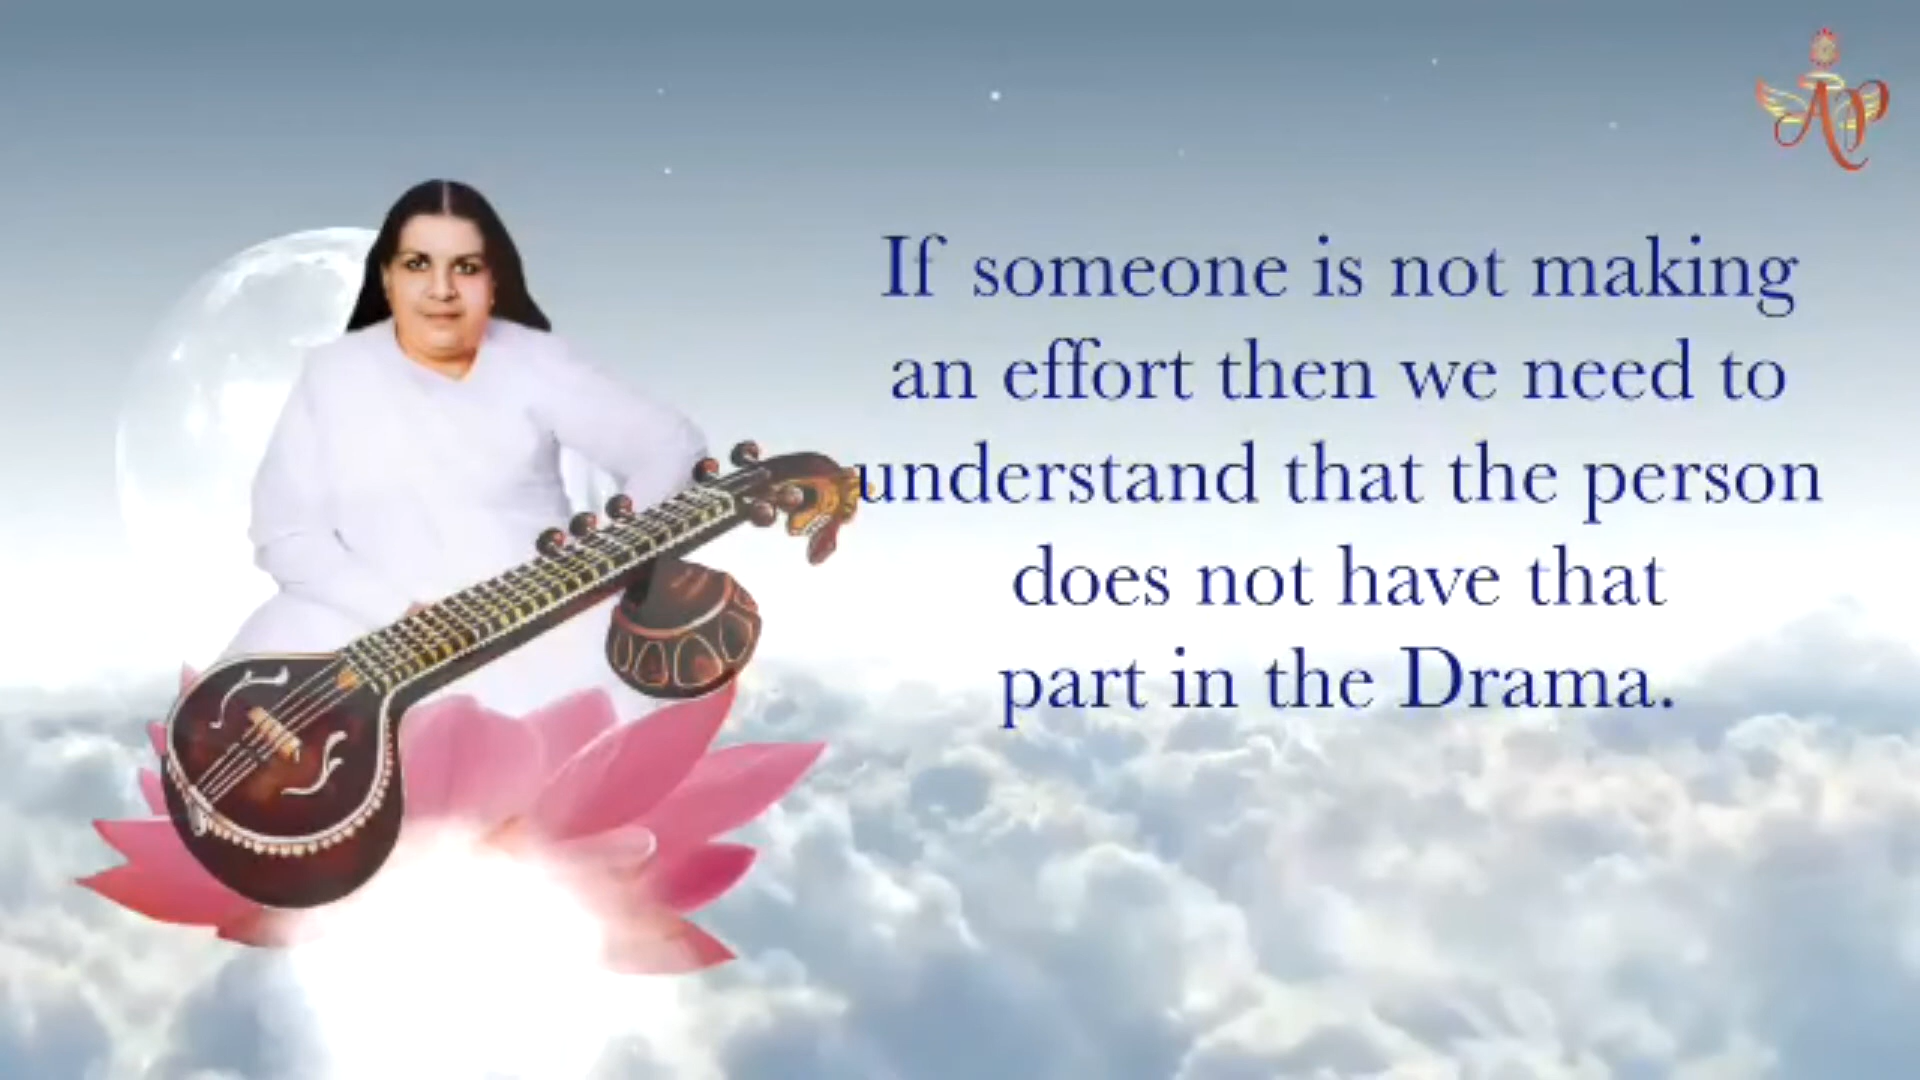 AP
If someone is not making
an effort then we need to
understand that the person
does not have that
part in the Drama.